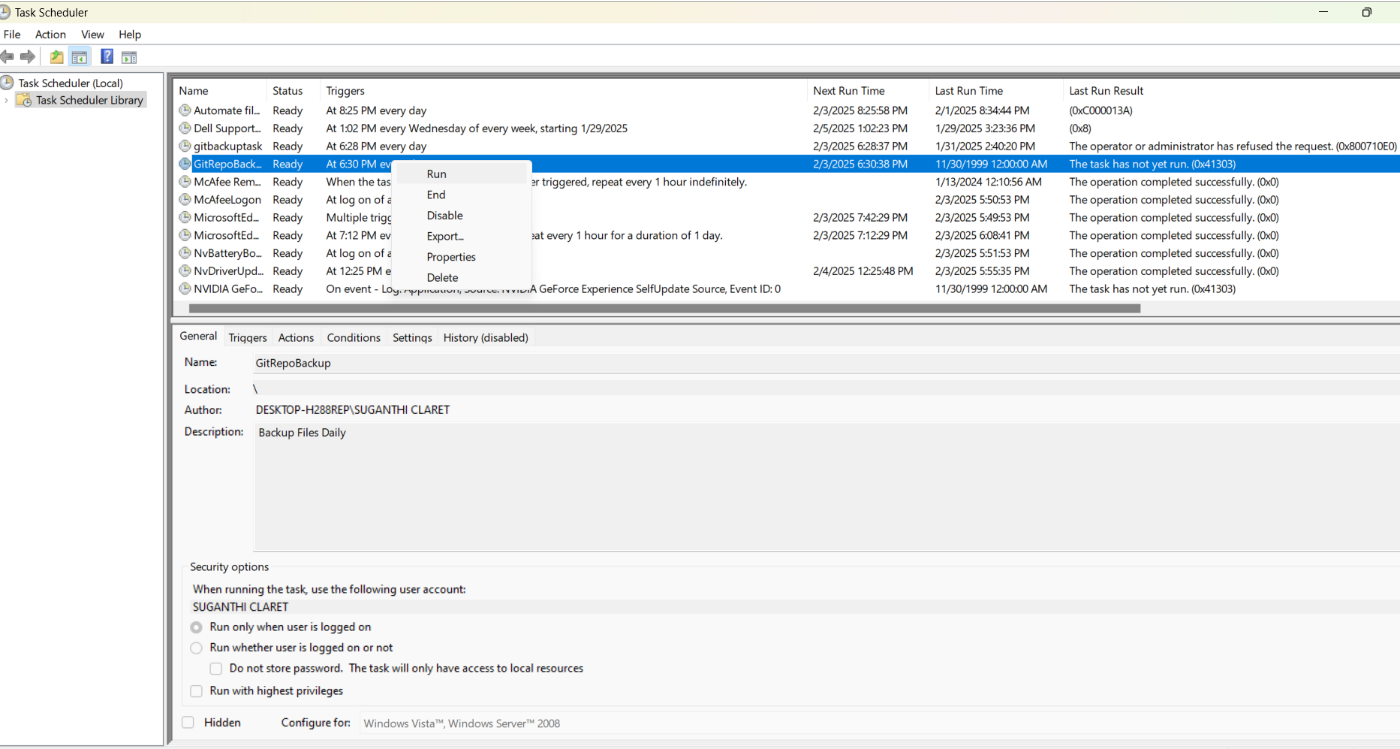 Task Scheduler
File Action View Help
Task Scheduler (Local)
Task Scheduler Library
Name Status Triggers Next Run Time Last Run Time Last Run Result
Automate fil... Ready At 8:25 PM every day 2/3/2025 8:25:58 PM 2/1/2025 8:34:44 PM (0xC000013A)
Dell Support... Ready At 1:02 PM every Wednesday of every week, starting 1/29/2025 2/5/2025 1:02:23 PM 1/29/2025 3:23:36 PM (0x8)
gitbackuptask Ready At 6:28 PM every day 2/3/2025 6:28:37 PM 1/31/2025 2:40:20 PM The operator or administrator has refused the request. (0x800710E0)
GitRepoBack... Ready At 6:30 PM 2/3/2025 6:30:38 PM 11/30/1999 12:00:00 AM The task has not yet run. (0x41303)
McAfee Rem... Ready When the tas er triggered, repeat every 1 hour indefinitely. 1/13/2024 12:10:56 AM The operation completed successfully. (0x0)
McAfeeLogon Ready At log on of a 2/3/2025 5:50:53 PM The operation completed successfully. (0x0)
MicrosoftEd... Ready Multiple trigg 2/3/2025 7:42:29 PM 2/3/2025 5:49:53 PM The operation completed successfully. (0x0)
MicrosoftEd... Ready At 7:12 PM ev eat every 1 hour for a duration of 1 day. 2/3/2025 7:12:29 PM 2/3/2025 6:08:41 PM The operation completed successfully. (0x0)
NvBatteryBo... Ready At log on of a 2/3/2025 5:51:53 PM The operation completed successfully. (0x0)
NvDriverUpd... Ready At 12:25 PM e 2/4/2025 12:25:48 PM 2/3/2025 5:55:35 PM The operation completed successfully. (0x0)
NVIDIA GeFo... Ready On event - Log: Application, Source: NVIDIA GeForce Experience SelfUpdate Source, Event ID: 0 11/30/1999 12:00:00 AM The task has not yet run. (0x41303)
Run
End
Disable
Export...
Properties
Delete
General Triggers Actions Conditions Settings History (disabled)
Name: GitRepoBackup
Location: \
Author: DESKTOP-H288REP\SUGANTHI CLARET
Description: Backup Files Daily
Security options
When running the task, use the following user account:
SUGANTHI CLARET
Run only when user is logged on
Run whether user is logged on or not
Do not store password. The task will only have access to local resources
Run with highest privileges
Hidden Configure for: Windows Vista™, Windows Server™ 2008